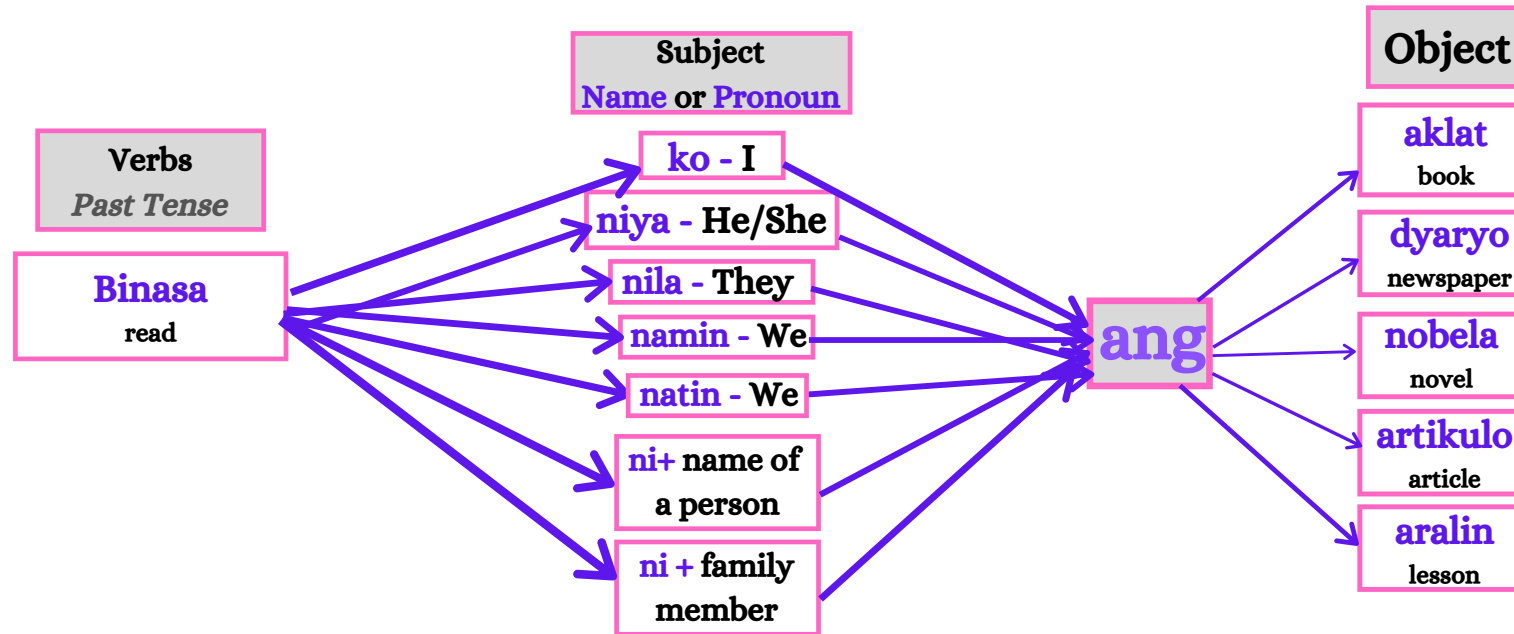 Verbs
Past Tense
Binasa
read
Subject
Name or Pronoun
ko - I
niya - He/She
nila - They
namin - We
natin - We
ni+ name of
a person
ni + family
member
ang
Object
aklat
book
dyaryo
newspaper
nobela
novel
artikulo
article
aralin
lesson